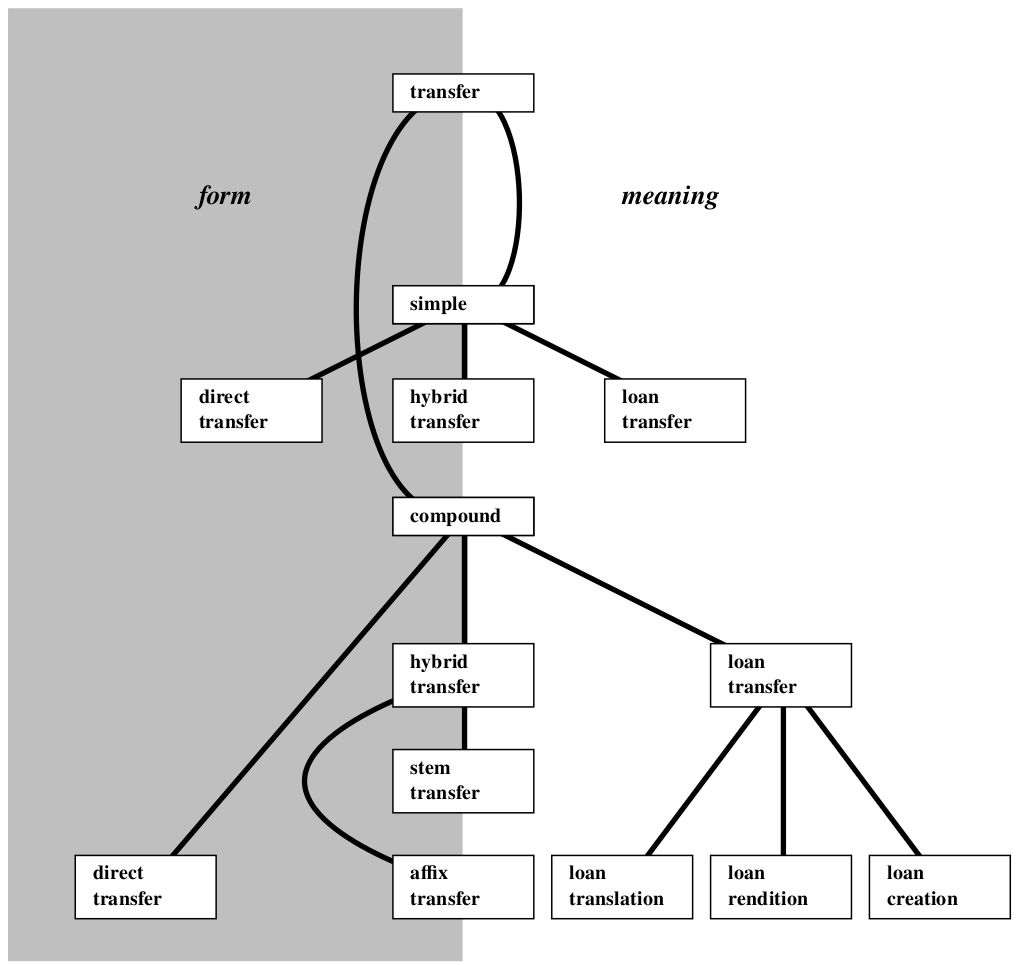 transfer
form
meaning
simple
direct
transfer
hybrid
transfer
loan
transfer
compound
hybrid
transfer
loan
transfer
stem
transfer
direct
transfer
affix
transfer
loan
translation
loan
rendition
loan
creation